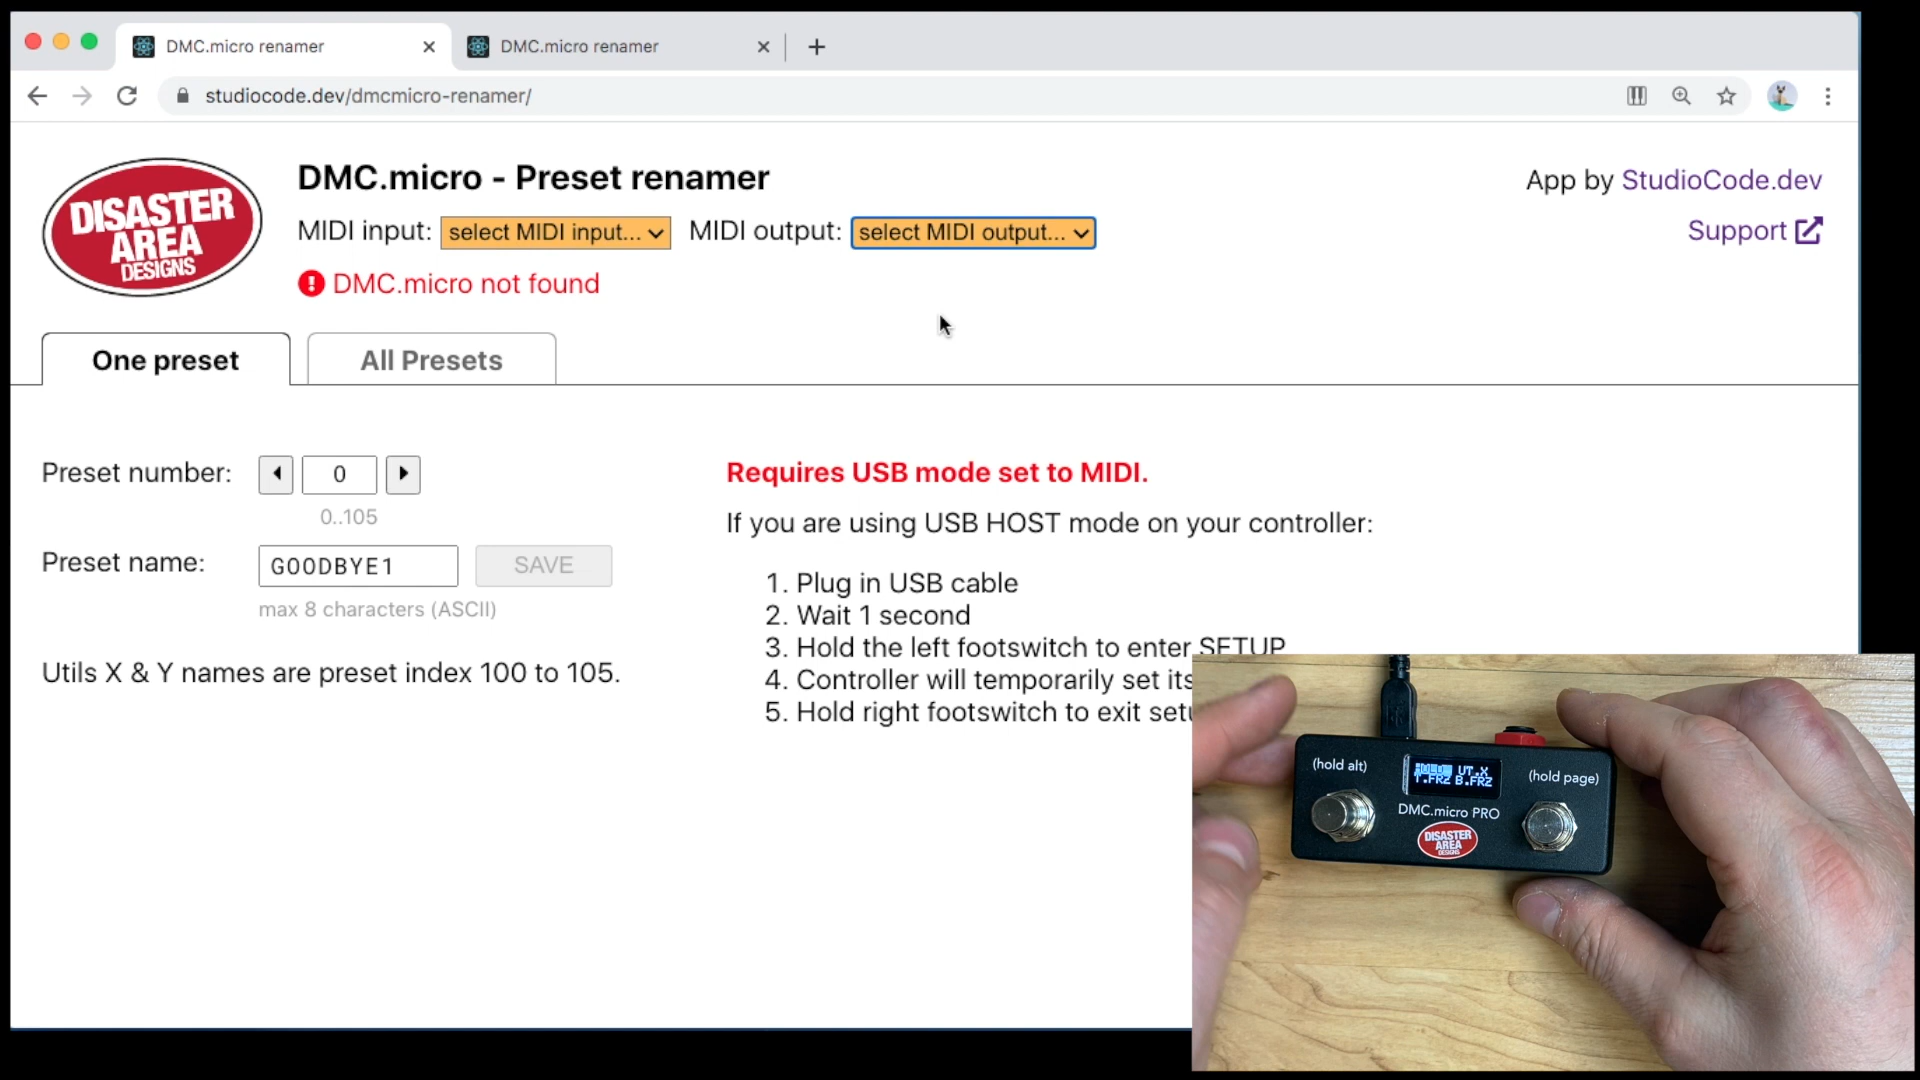 DMC.micro renamer
DMC.micro renamer
studiocode.dev/dmcmicro-renamer/
DISASTER
AREA
DESIGNS
DMC.micro - Preset renamer
MIDI input: select MIDI input... MIDI output: select MIDI output...
DMC.micro not found
App by StudioCode.dev
Support
One preset
All Presets
Preset number: 0
0..105
Preset name: GOODBYE1 SAVE
max 8 characters (ASCII)
Utils X & Y names are preset index 100 to 105.
Requires USB mode set to MIDI.
If you are using USB HOST mode on your controller:
1. Plug in USB cable
2. Wait 1 second
3. Hold the left footswitch to enter SETUP
4. Controller will temporarily set its
5. Hold right footswitch to exit setu
(hold alt)
UT.X
T.FRZ B.FRZ
(hold page)
DMC.micro PRO
DISASTER
AREA
DESIGNS